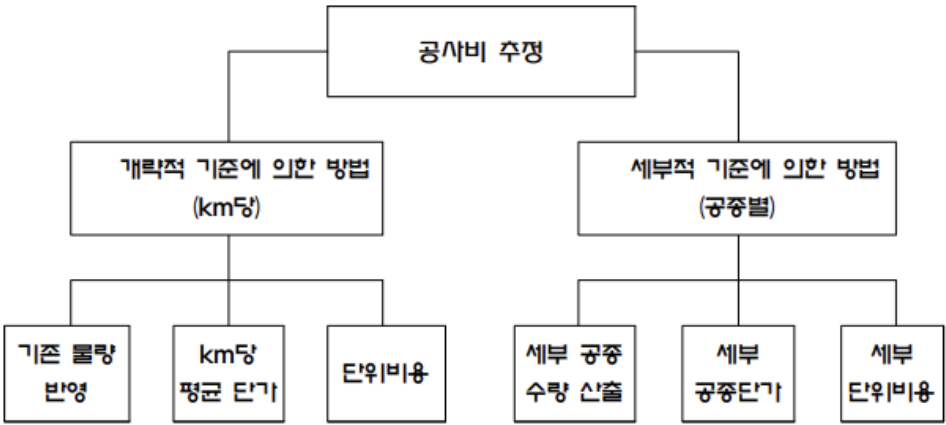 공사비 추정
개략적 기준에 의한 방법
(km당)
세부적 기준에 의한 방법
(공종별)
기존 물량
반영
km당
평균 단가
단위비용
세부 공종
수량 산출
세부
공종단가
세부
단위비용